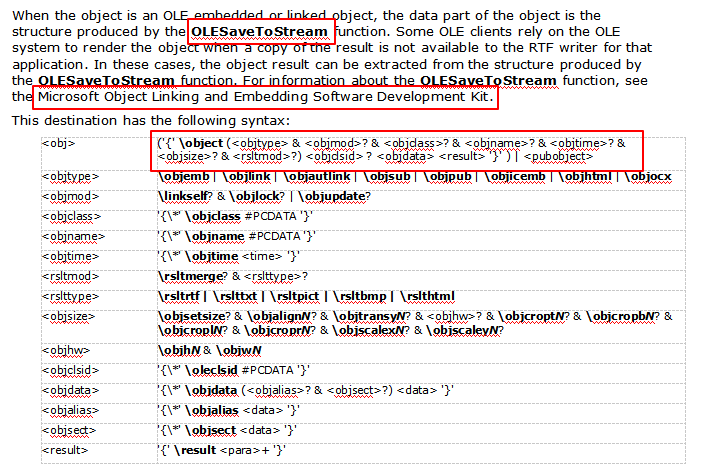 When the object is an OLE embedded or linked object, the data part of the object is the
structure produced by the OLESaveToStream function. Some OLE clients rely on the OLE
system to render the object when a copy of the result is not available to the RTF writer for that
application. In these cases, the object result can be extracted from the structure produced by
the OLESaveToStream function. For information about the OLESaveToStream function, see
the Microsoft Object Linking and Embedding Software Development Kit.
This destination has the following syntax:
<obj> ('{' \object (<objtype> & <objmod>? & <objclass>? & <objname>? & <objtime>? &
<objsize>? & <rsltmod>?) <objclsid> ? <objdata> <result> '}' ) | <pubobject>
<objtype> \objemb | \objlink | \objautlink | \objsub | \objpub | \objicemb | \objhtml | \objocx
<objmod> \linkself? & \objlock? | \objupdate?
<objclass> '{\*' \objclass #PCDATA '}'
<objname> '{\*' \objname #PCDATA '}'
<objtime> '{\*' \objtime <time> '}'
<rsltmod> \rsltmerge? & <rslttype>?
<rslttype> \rsltrtf | \rslttxt | \rsltpict | \rsltbmp | \rslthtml
<objsize> \objsetsize? & \objalignN? & \objtransyN? & <objhw>? & \objcroptN? & \objcropbN? &
\objcroplN? & \objcroprN? & \objscalexN? & \objscaleyN?
<objhw> \objhN & \objwN
<objclsid> '{\*' \oleclsid #PCDATA '}'
<objdata> '{\*' \objdata (<objalias>? & <objsect>?) <data> '}'
<objalias> '{\*' \objalias <data> '}'
<objsect> '{\*' \objsect <data> '}'
<result> '{' \result <para>+ '}'